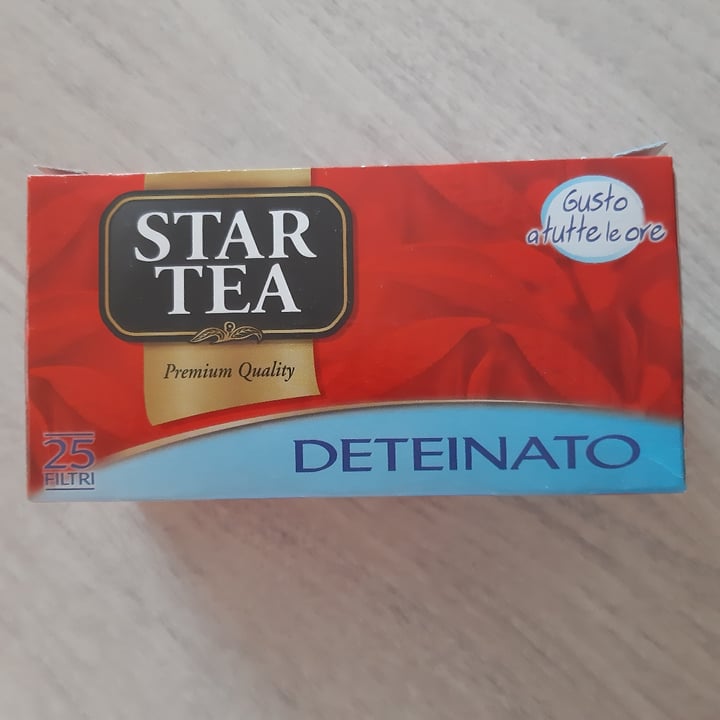 STAR
TEA
Premium Quality
Gusto
a tutte le ore
25
FILTRI
DETEINATO